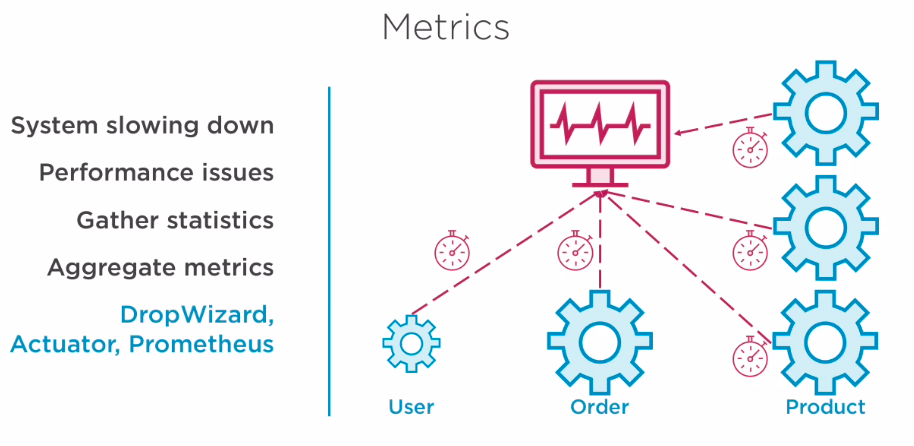 Metrics
System slowing down
Performance issues
Gather statistics
Aggregate metrics
DropWizard,
Actuator, Prometheus
User
Order
Product